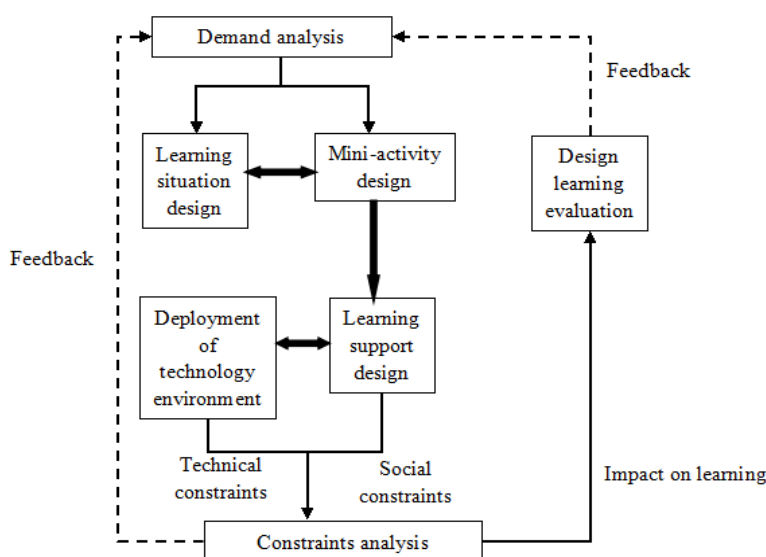 Demand analysis
Feedback
Learning
situation
design
Mini-activity
design
Design
learning
evaluation
Feedback
Deployment
of
technology
environment
Learning
support
design
Technical
constraints
Social
constraints
Impact on learning
Constraints analysis